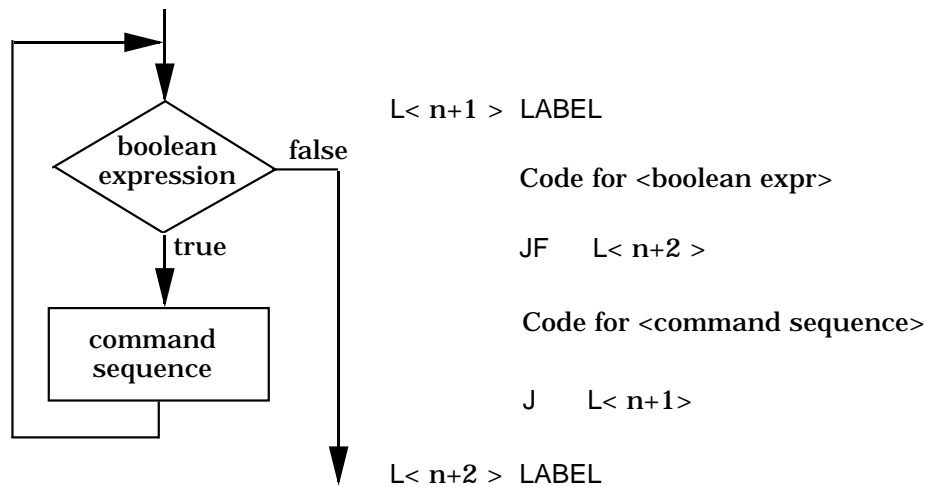 boolean
expression
false
true
command
sequence
L< n+1 > LABEL
Code for <boolean expr>
JF L< n+2 >
Code for <command sequence>
J L< n+1>
L< n+2 > LABEL